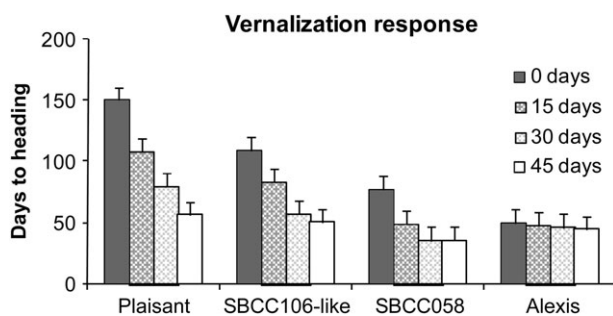 Vernalization response
200
150
100
50
0
Days to heading
0 days
15 days
30 days
45 days
Plaisant
SBCC106-like
SBCC058
Alexis